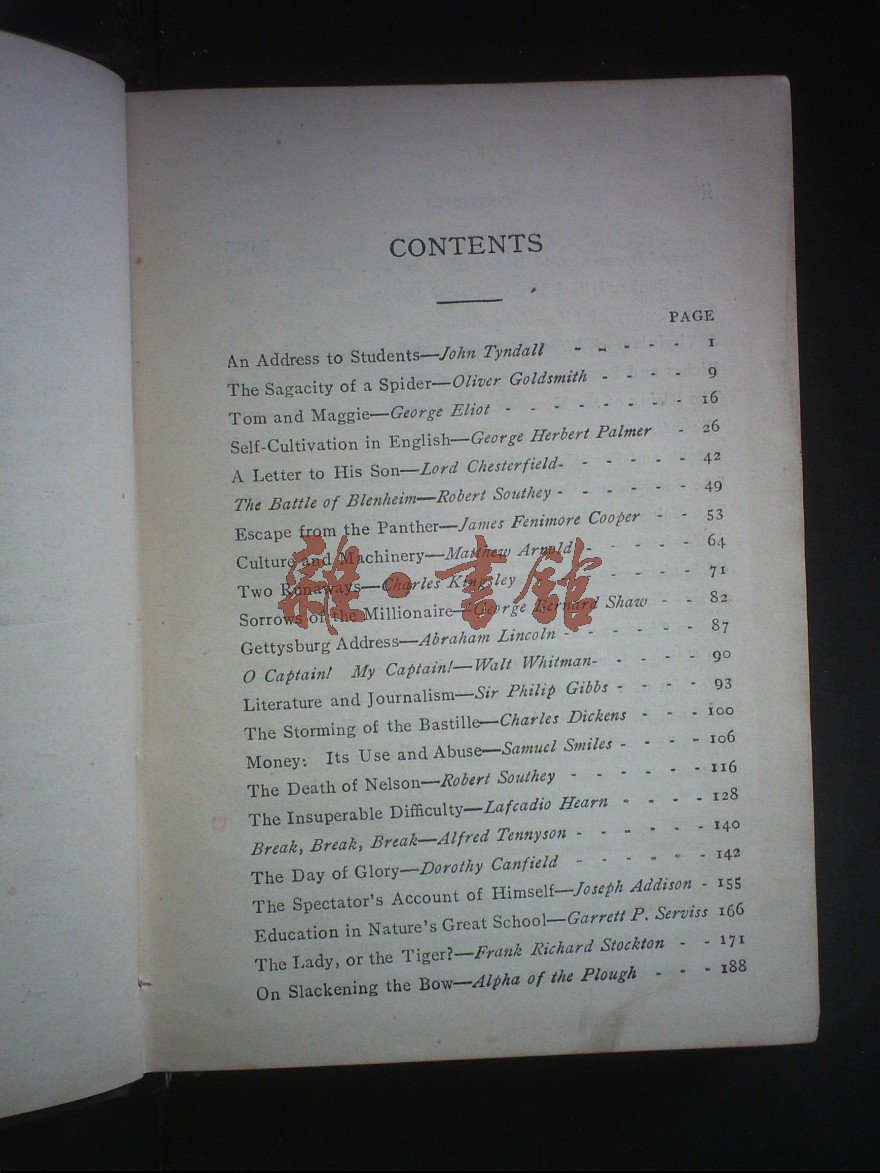 CONTENTS
PAGE
An Address to Students—John Tyndall - - - - - 1
The Sagacity of a Spider—Oliver Goldsmith - - - - 9
Tom and Maggie—George Eliot - - - - - - - - 16
Self-Cultivation in English—George Herbert Palmer - 26
A Letter to His Son—Lord Chesterfield- - - - - - 42
The Battle of Blenheim—Robert Southey - - - - - - 49
Escape from the Panther—James Fenimore Cooper - - 53
Culture and Machinery—Matthew Arnold - - - - - 64
Two Runaways—Charles Kingsley - - - - - - - 71
Sorrows of the Millionaire—George Bernard Shaw - - 82
Gettysburg Address—Abraham Lincoln - - - - - - 87
O Captain! My Captain!—Walt Whitman- - - - - 90
Literature and Journalism—Sir Philip Gibbs - - - - 93
The Storming of the Bastille—Charles Dickens - - - 100
Money: Its Use and Abuse—Samuel Smiles - - - - 106
The Death of Nelson—Robert Southey - - - - - - 116
The Insuperable Difficulty—Lafcadio Hearn - - - - 128
Break, Break, Break—Alfred Tennyson - - - - - - 140
The Day of Glory—Dorothy Canfield - - - - - - 142
The Spectator's Account of Himself—Joseph Addison - 155
Education in Nature's Great School—Garrett P. Serviss 166
The Lady, or the Tiger?—Frank Richard Stockton - - - 171
On Slackening the Bow—Alpha of the Plough - - - 188
雜·書館